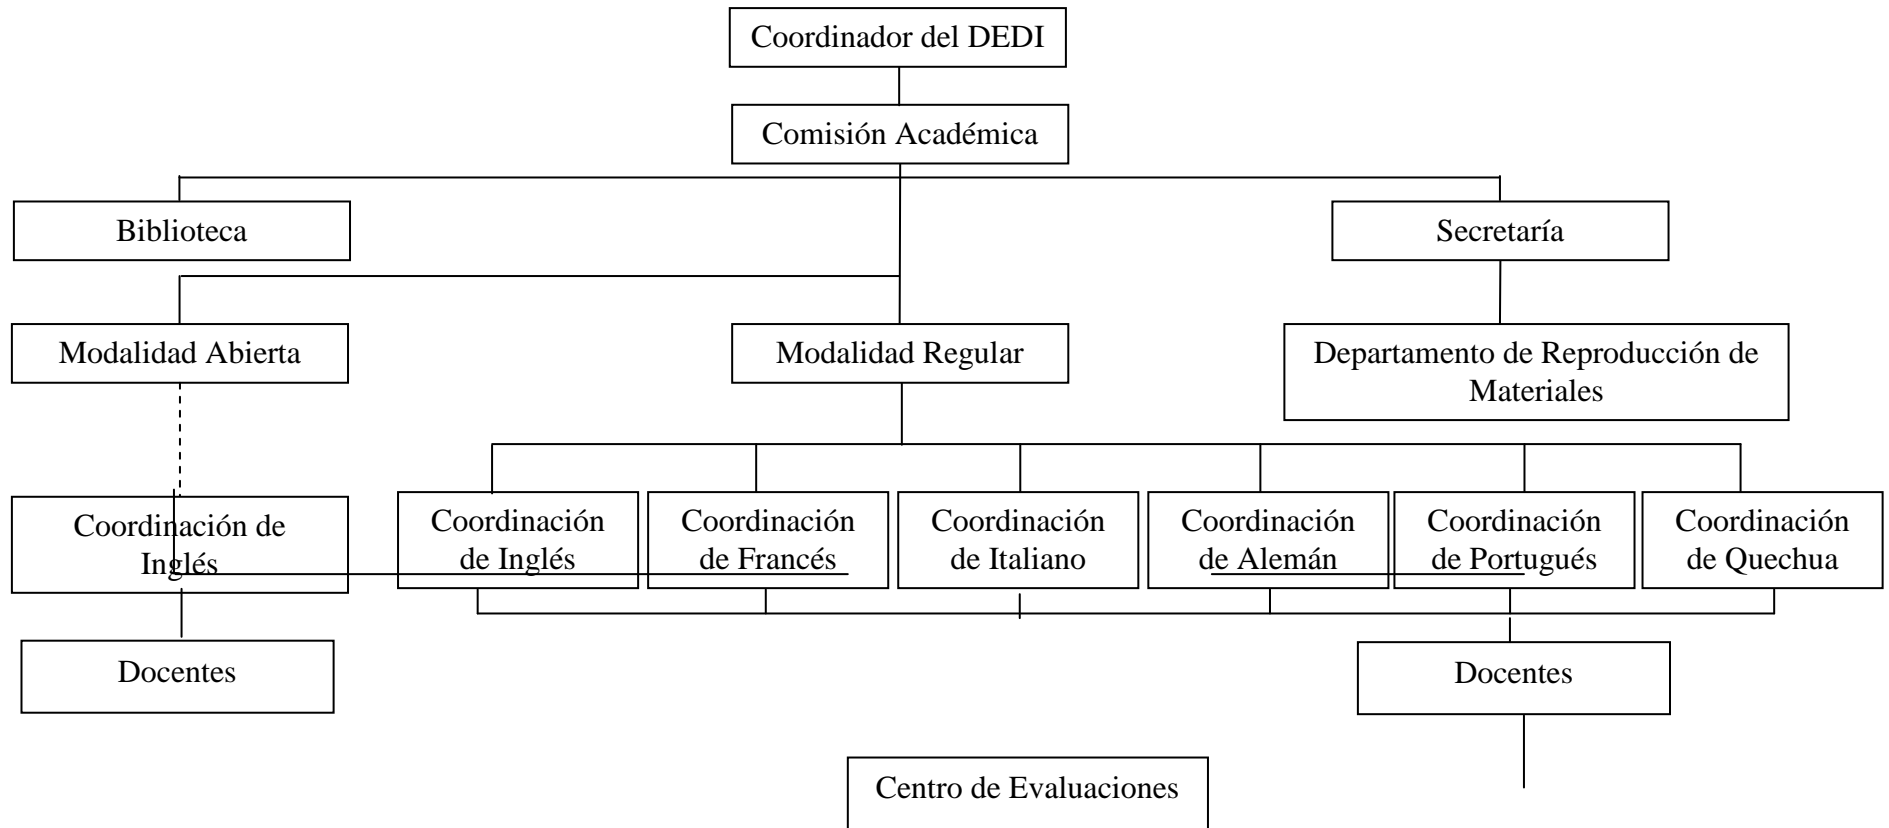 Coordinador del DEDI
Comisión Académica
Biblioteca
Secretaría
Modalidad Abierta
Modalidad Regular
Departamento de Reproducción de
Materiales
Coordinación de
Inglés
Coordinación
de Inglés
Coordinación
de Francés
Coordinación
de Italiano
Coordinación
de Alemán
Coordinación
de Portugués
Coordinación
de Quechua
Docentes
Docentes
Centro de Evaluaciones